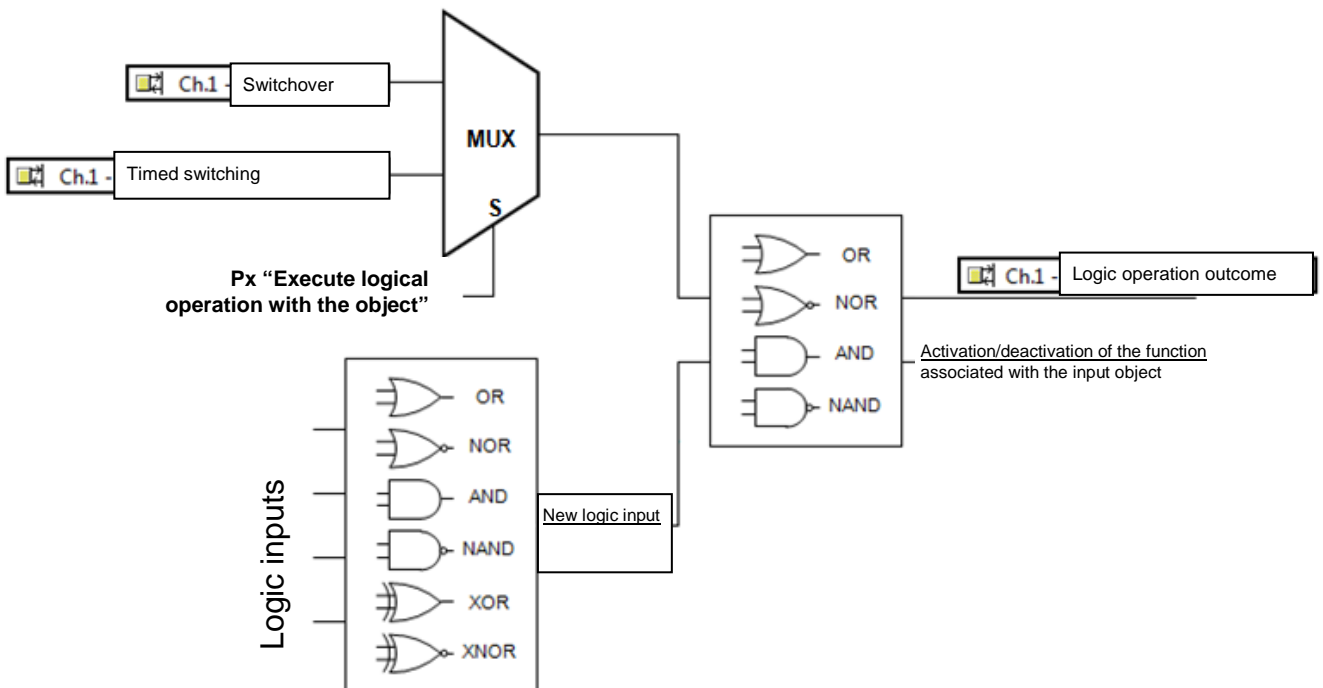 Ch.1 - Switchover
MUX
Ch.1 - Timed switching
S
Px “Execute logical
operation with the object”
OR
NOR
AND
NAND
Ch.1 - Logic operation outcome
Activation/deactivation of the function
associated with the input object
Logic inputs
OR
NOR
AND
NAND
XOR
XNOR
New logic input